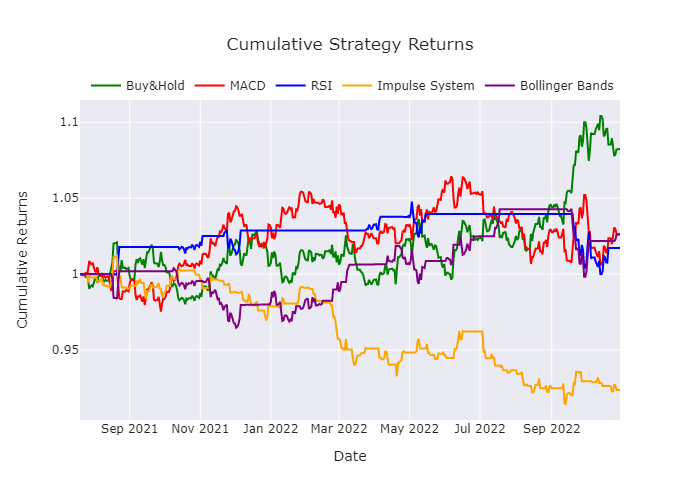 Cumulative Strategy Returns
Buy&Hold MACD RSI Impulse System Bollinger Bands
Cumulative Returns
1.1
1.05
1
0.95
Sep 2021 Nov 2021 Jan 2022 Mar 2022 May 2022 Jul 2022 Sep 2022
Date